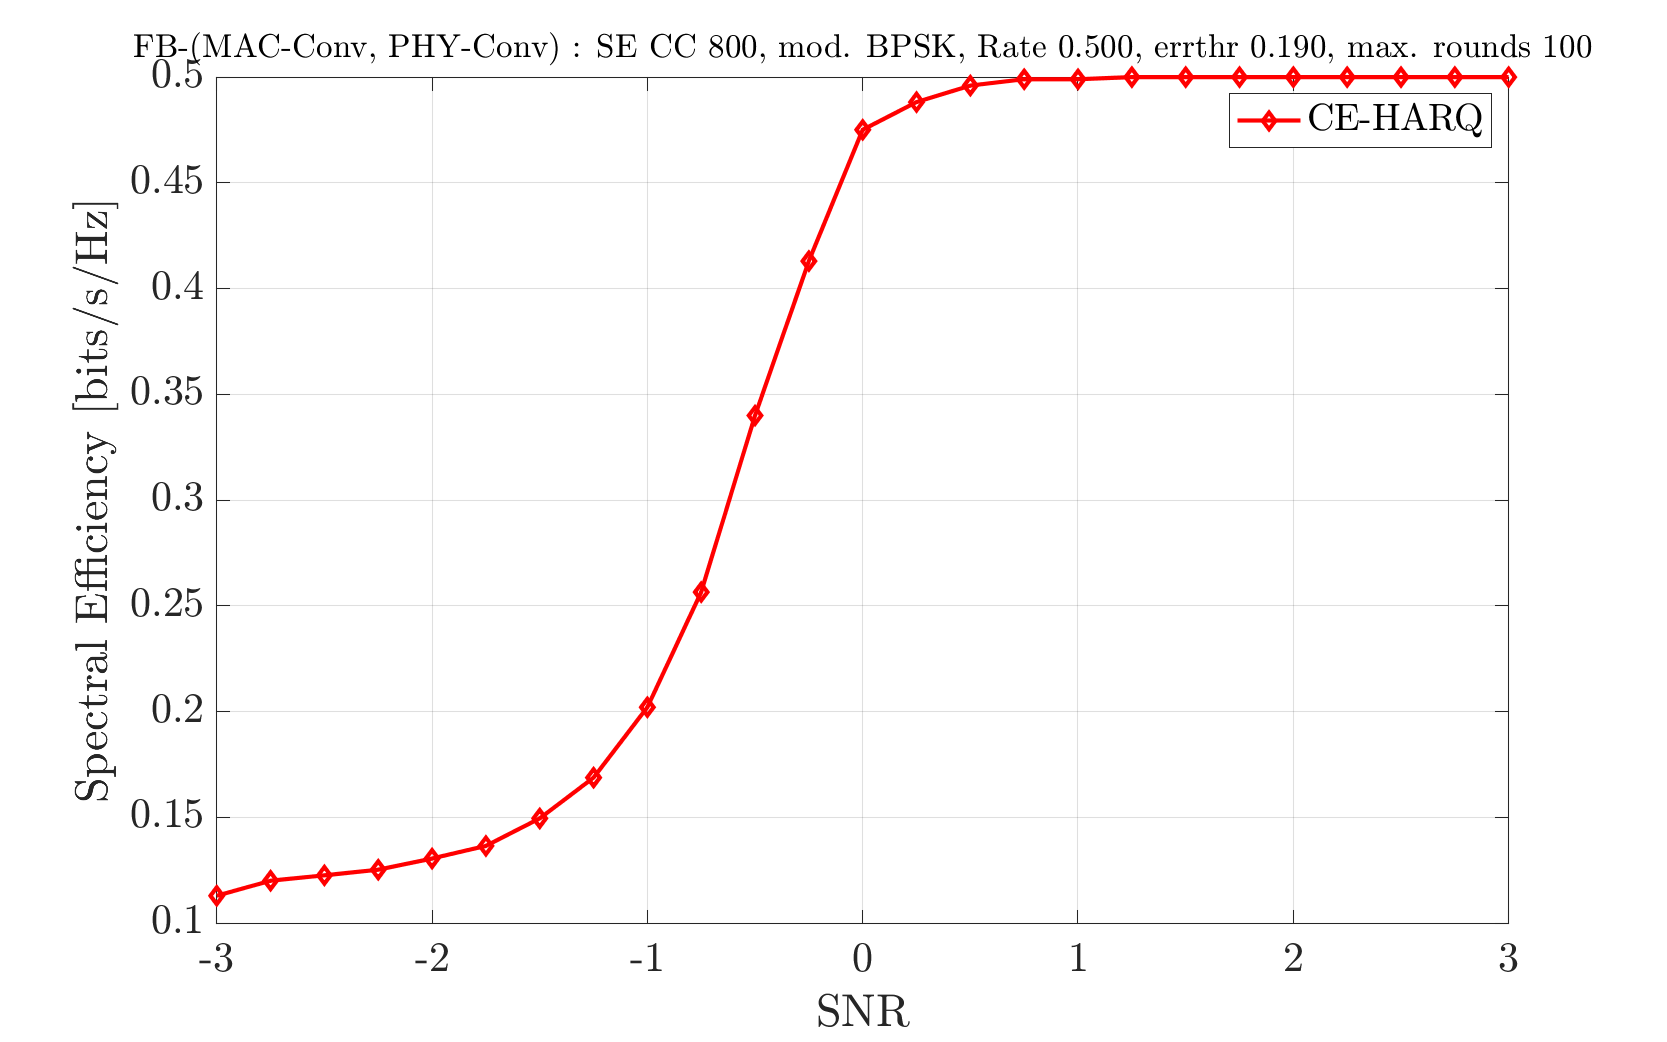 FB-(MAC-Conv, PHY-Conv) : SE CC 800, mod. BPSK, Rate 0.500, errthr 0.190, max. rounds 100
0.5
CE-HARQ
0.45
0.4
0.35
0.3
0.25
0.2
0.15
0.1
Spectral Efficiency [bits/s/Hz]
-3 -2 -1 0 1 2 3
SNR